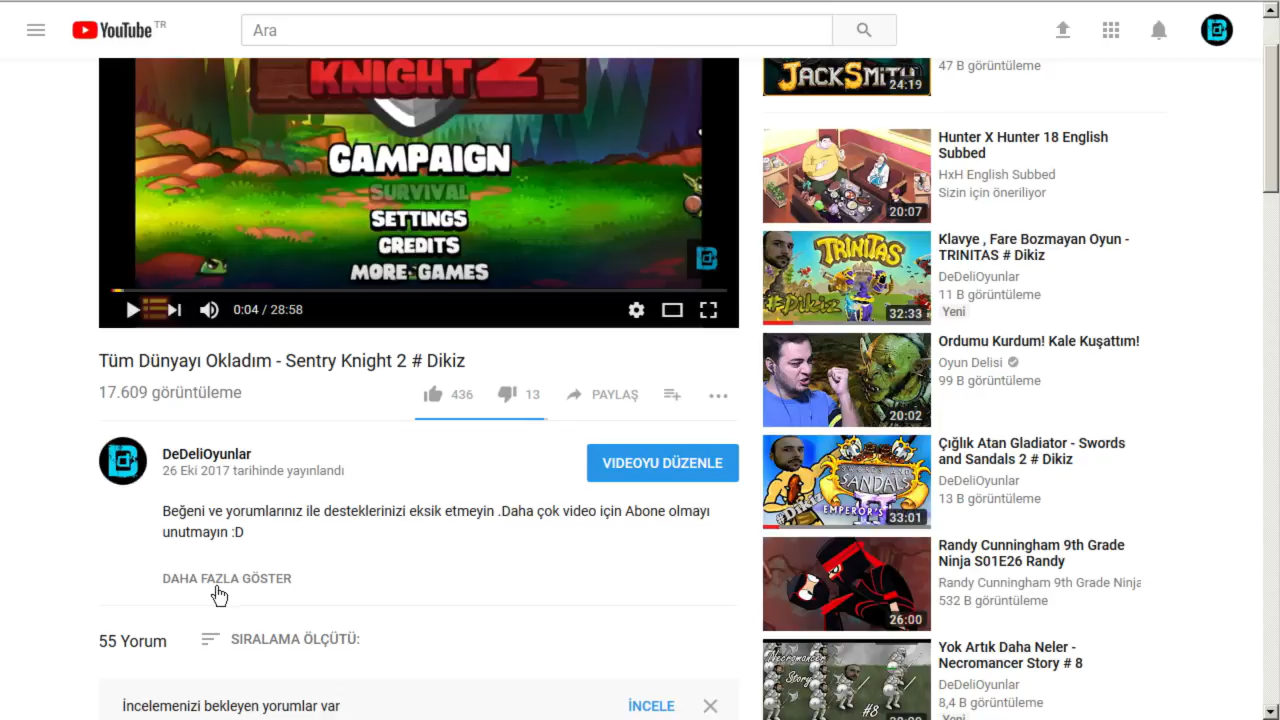 YouTube TR
Ara
KNIGHT 2
CAMPAIGN
SURVIVAL
SETTINGS
CREDITS
MORE GAMES
0:04 / 28:58
Tüm Dünyayı Okladım - Sentry Knight 2 # Dikiz
17.609 görüntüleme
436
13
PAYLAŞ
DeDeliOyunlar
26 Eki 2017 tarihinde yayınlandı
VIDEOYU DÜZENLE
Beğeni ve yorumlarınız ile desteklerinizi eksik etmeyin .Daha çok video için Abone olmayı
unutmayın :D
DAHA FAZLA GÖSTER
55 Yorum
SIRALAMA ÖLÇÜTÜ:
İncelemenizi bekleyen yorumlar var
İNCELE
JACKSMITH
24:19
47 B görüntüleme
20:07
Hunter X Hunter 18 English
Subbed
HxH English Subbed
Sizin için öneriliyor
TRINITAS
#Dikiz
32:33
Klavye , Fare Bozmayan Oyun -
TRINITAS # Dikiz
DeDeliOyunlar
11 B görüntüleme
Yeni
20:02
Ordumu Kurdum! Kale Kuşattım!
Oyun Delisi
99 B görüntüleme
SWORDS AND
SANDALS
EMPEROR'S
#Dikiz
33:01
Çığlık Atan Gladiator - Swords
and Sandals 2 # Dikiz
DeDeliOyunlar
13 B görüntüleme
26:00
Randy Cunningham 9th Grade
Ninja S01E26 Randy
Randy Cunningham 9th Grade Ninja
532 B görüntüleme
Necromancer
Story
#8
Yok Artık Daha Neler -
Necromancer Story # 8
DeDeliOyunlar
8,4 B görüntüleme
Yeni